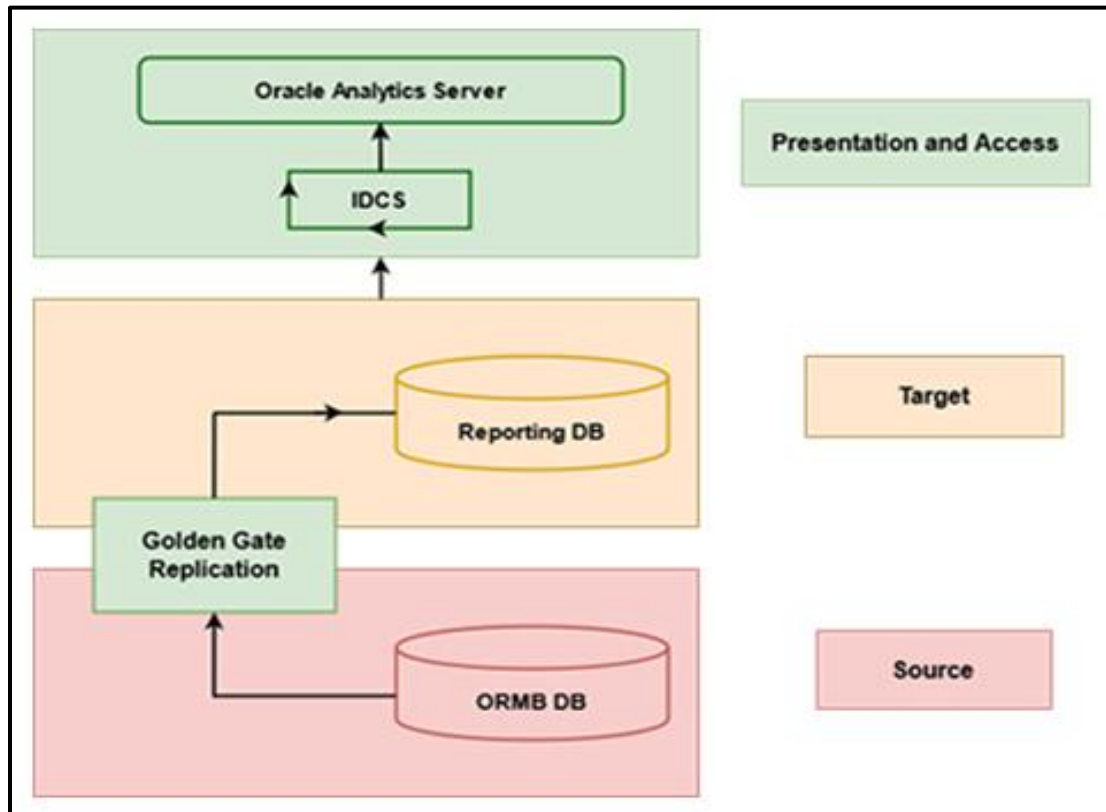 Oracle Analytics Server
IDCS
Presentation and Access
Reporting DB
Target
Golden Gate
Replication
ORMB DB
Source